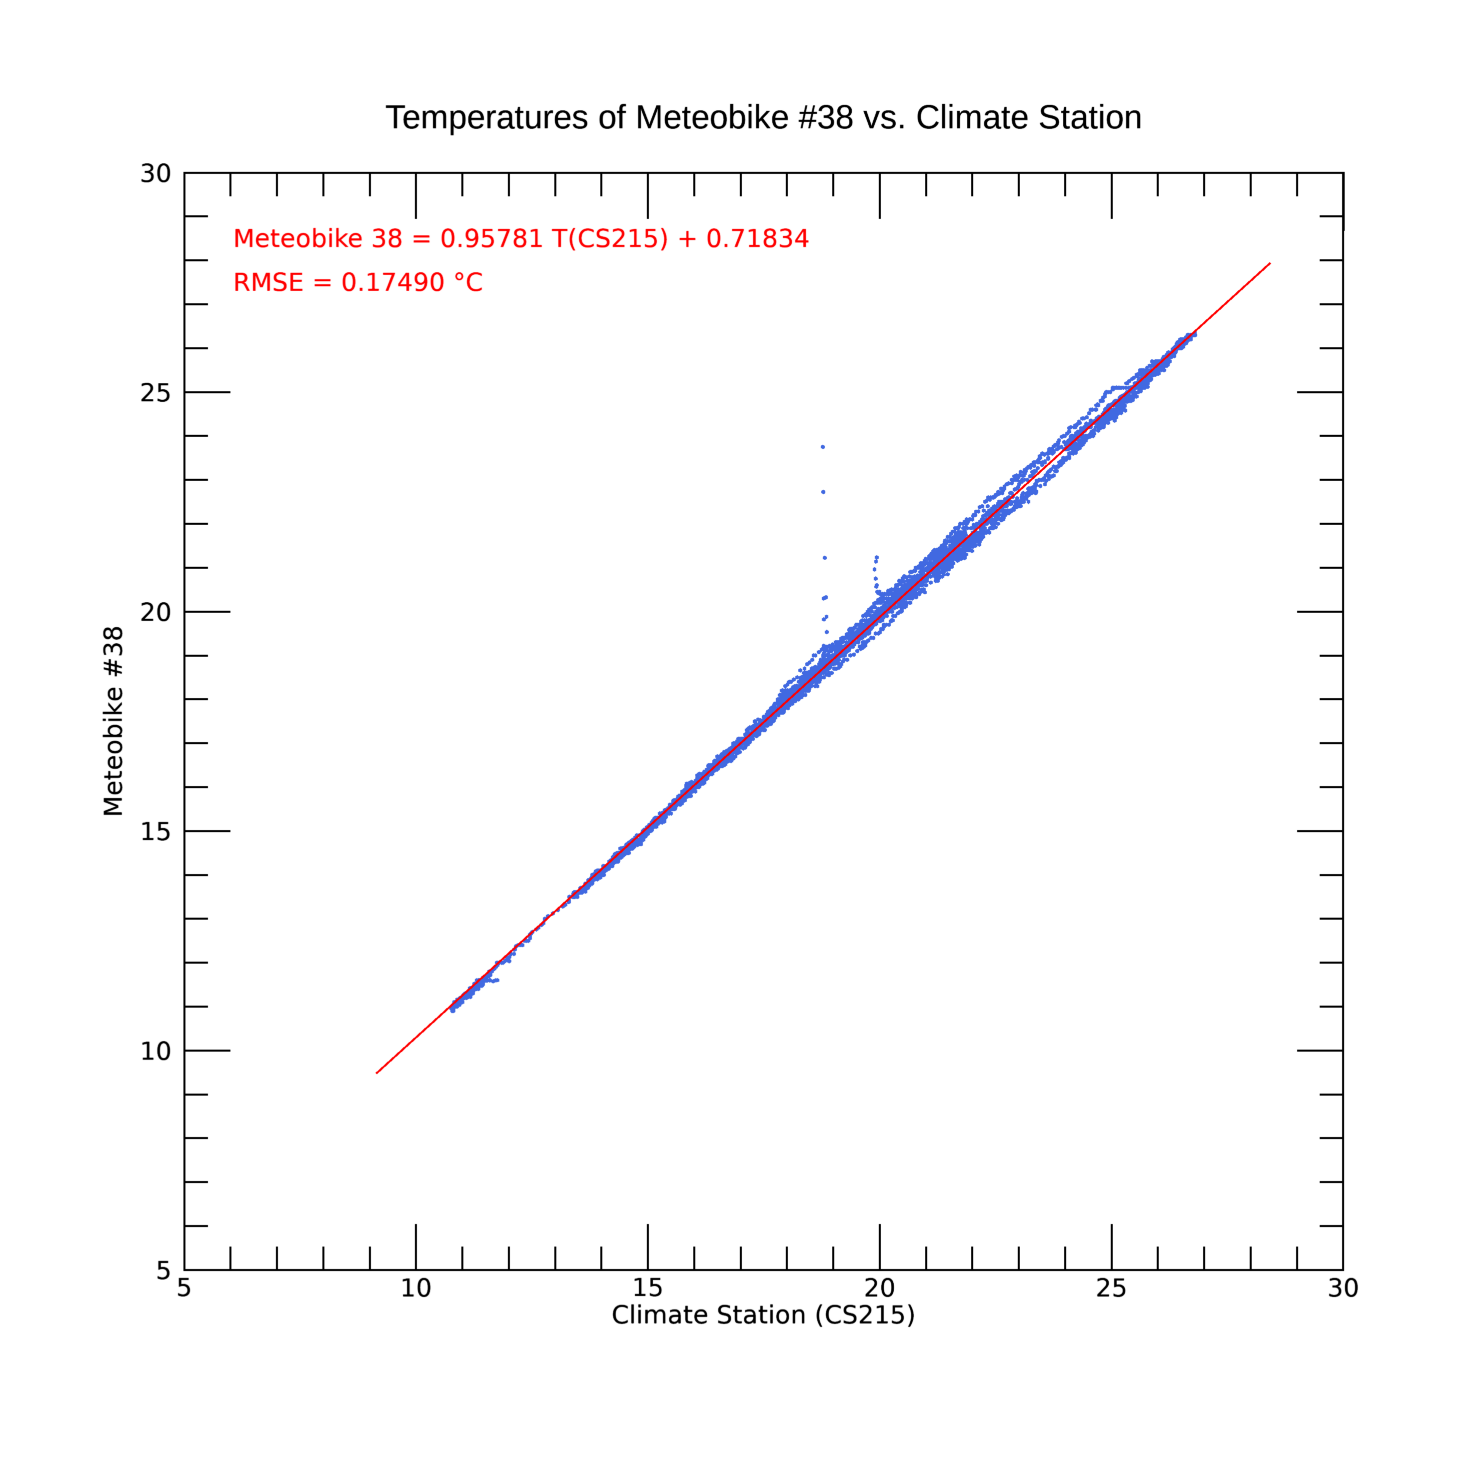 Temperatures of Meteobike #38 vs. Climate Station
30
Meteobike 38 = 0.95781 T(CS215) + 0.71834
RMSE = 0.17490 °C
25
20
Meteobike #38
15
10
5
5 10 15 20 25 30
Climate Station (CS215)